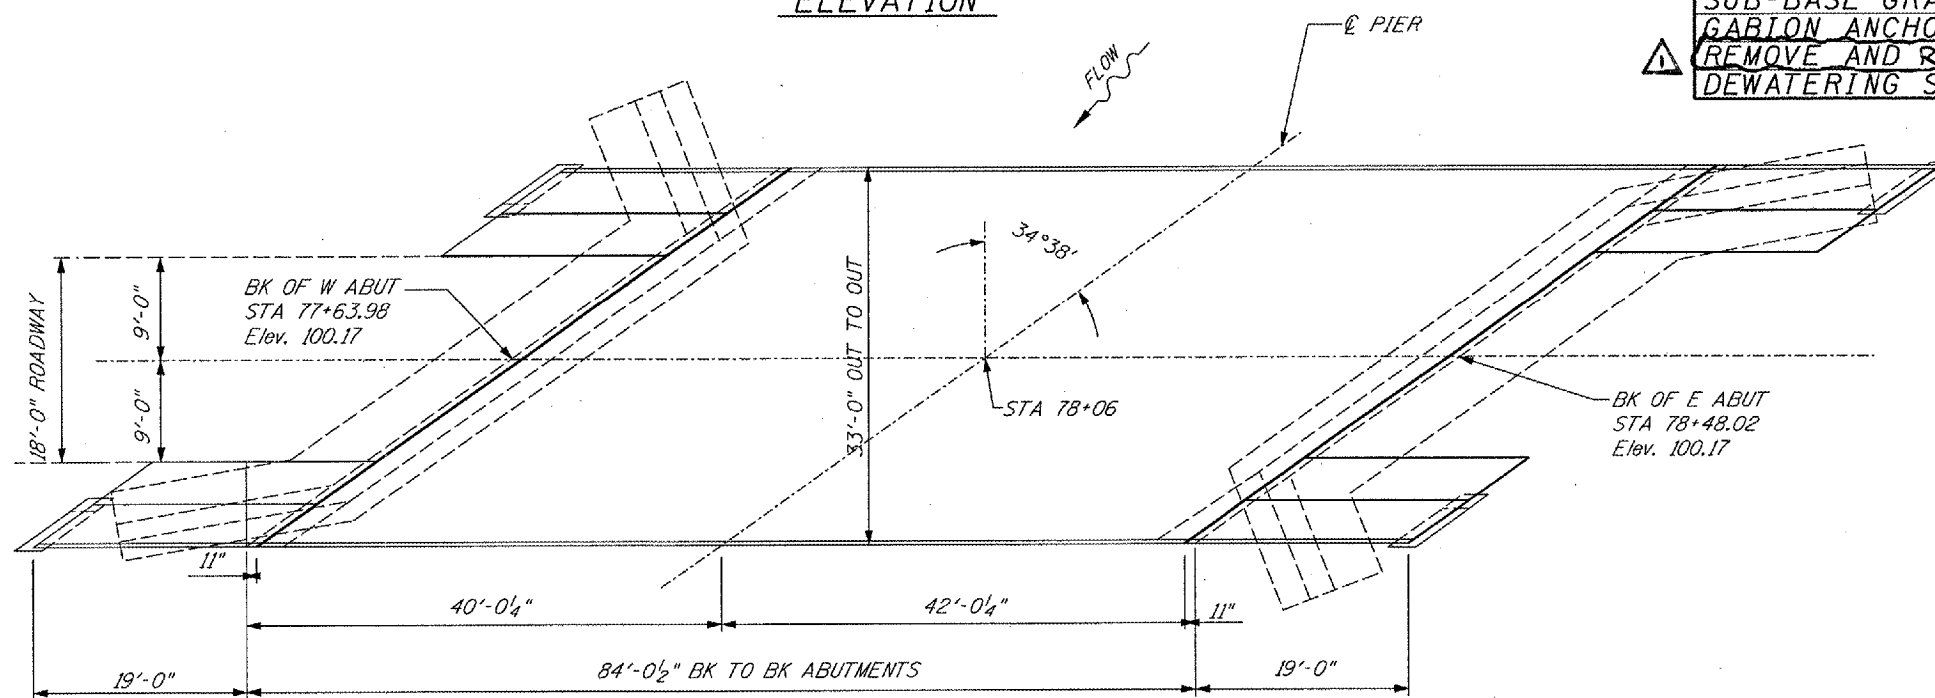 ELEVATION
SUB-BASE GRA
GABION ANCHO
REMOVE AND R
DEWATERING S
1
℄ PIER
FLOW
34°38'
BK OF W ABUT
STA 77+63.98
Elev. 100.17
18'-0" ROADWAY
9'-0"
9'-0"
33'-0" OUT TO OUT
STA 78+06
BK OF E ABUT
STA 78+48.02
Elev. 100.17
11"
40'-0¼"
42'-0¼"
11"
19'-0"
84'-0½" BK TO BK ABUTMENTS
19'-0"